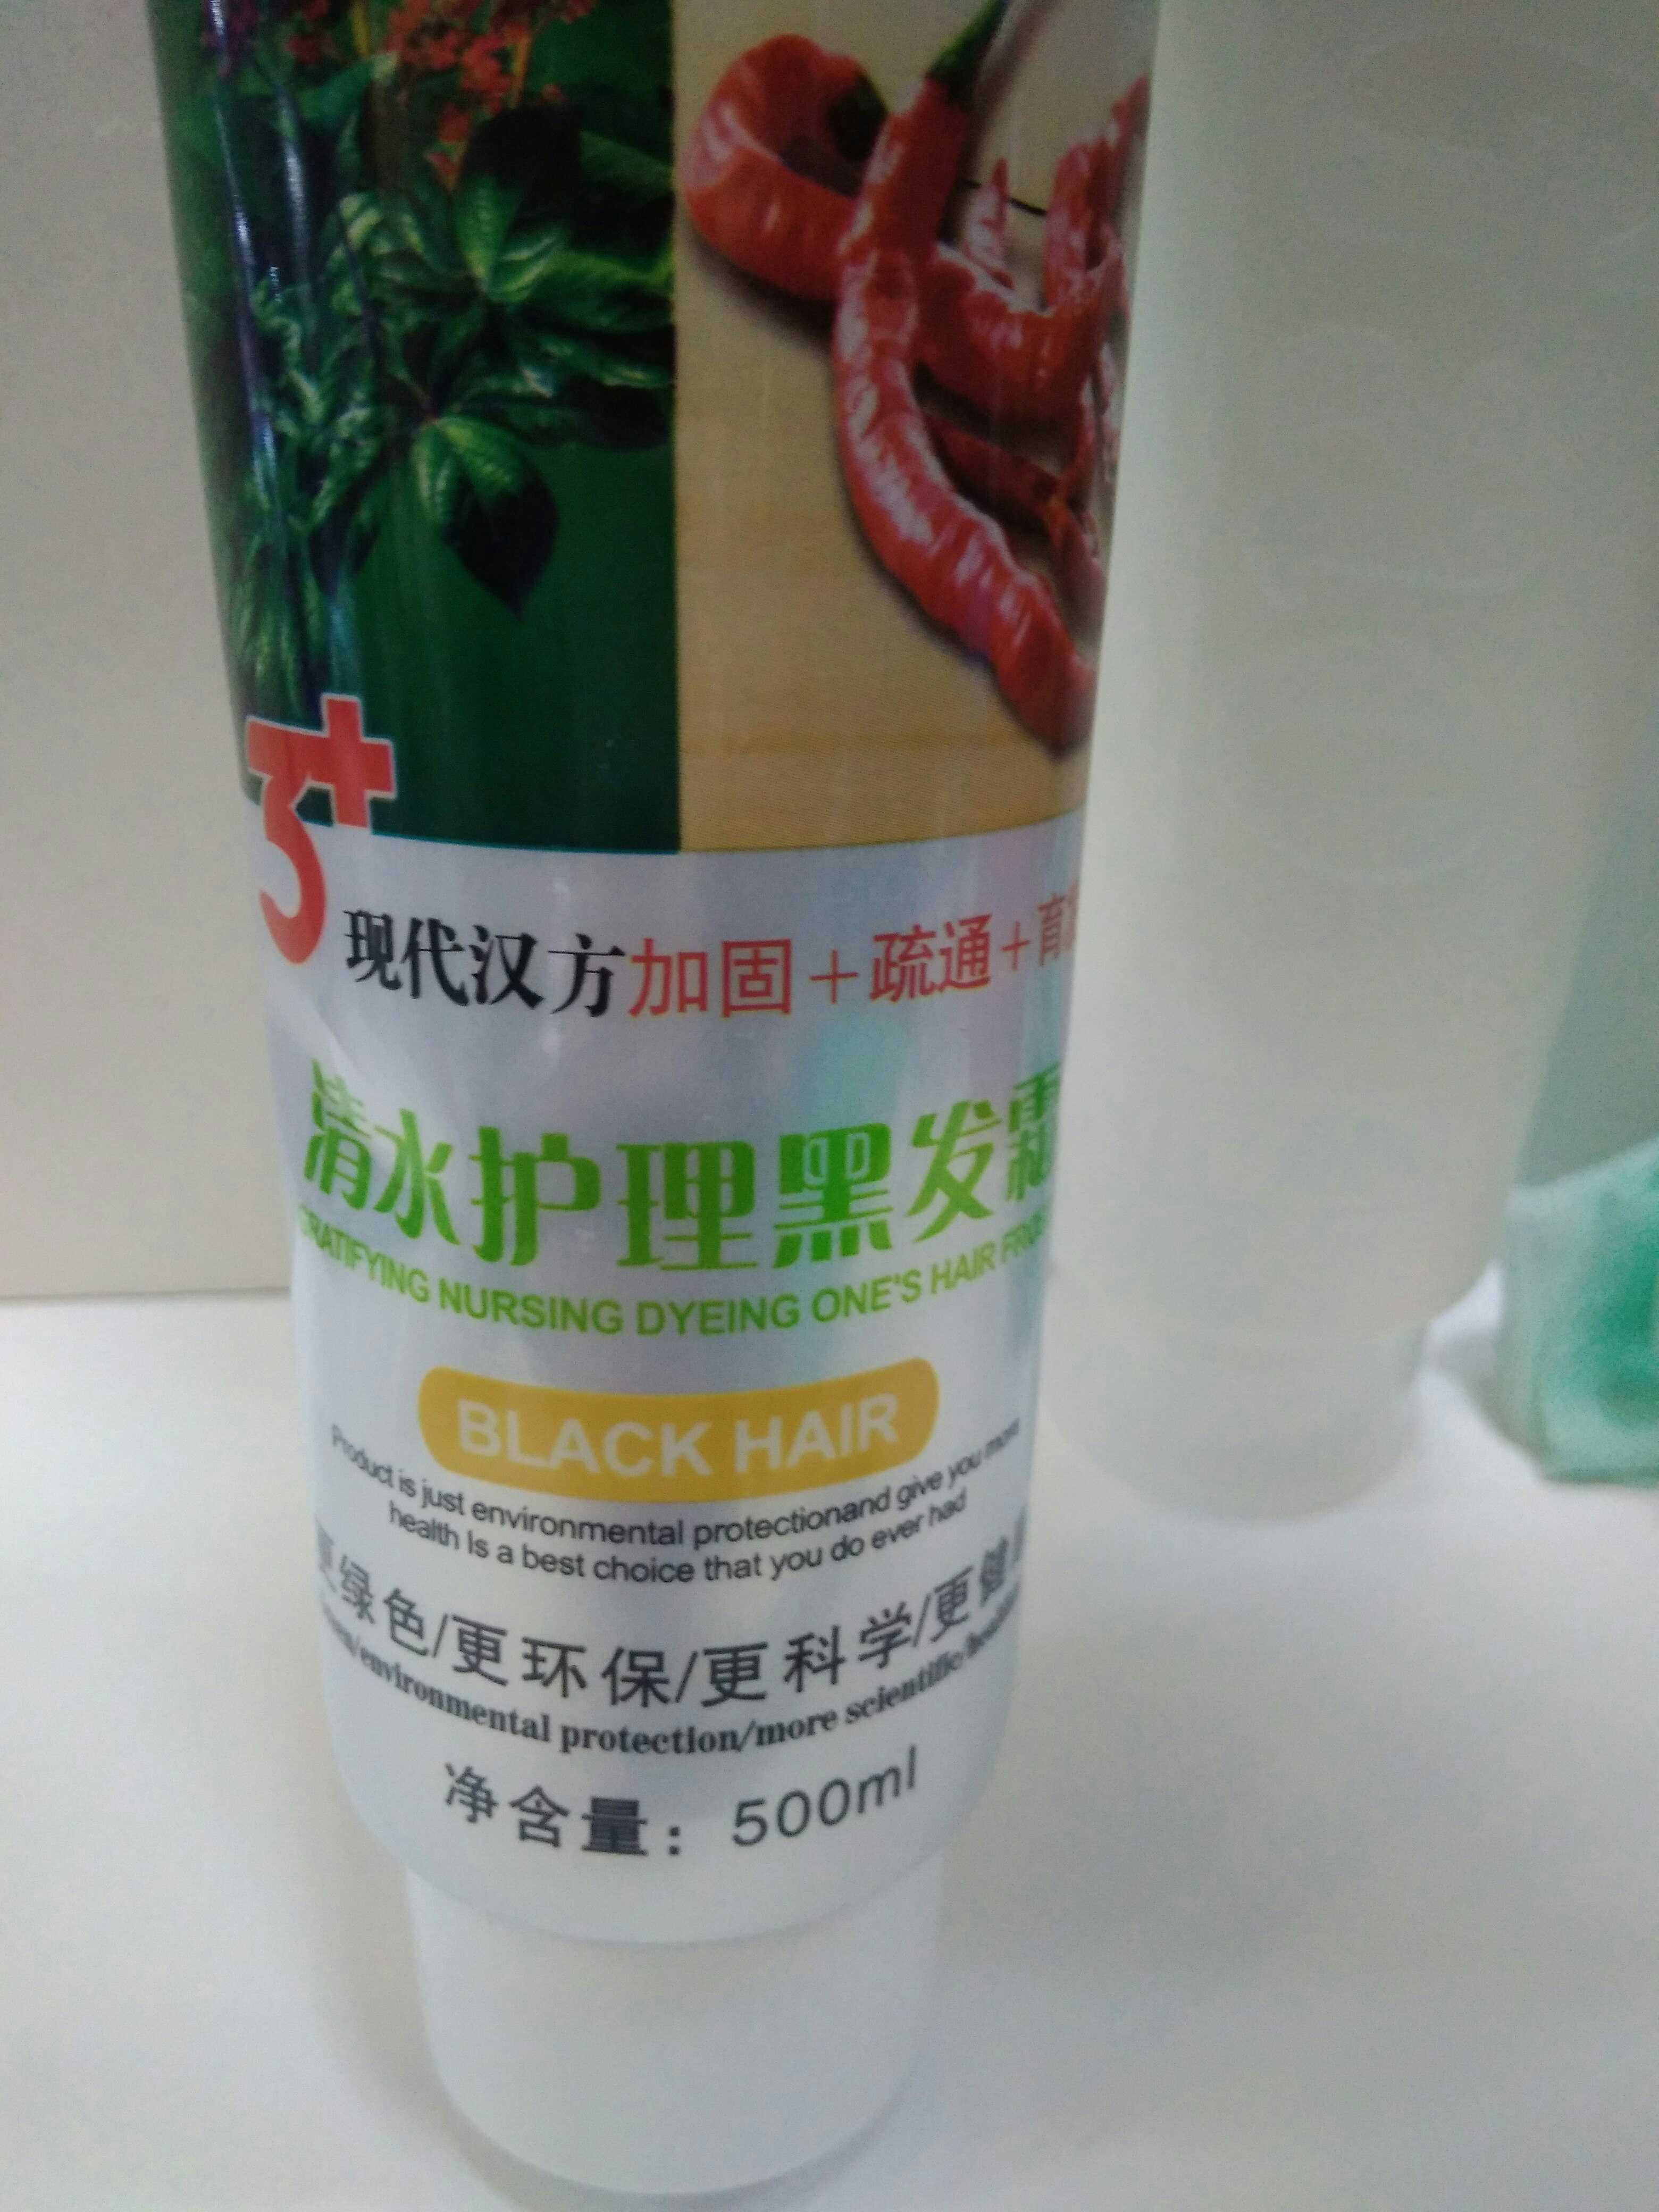 3+
现代汉方加固+疏通+育
清水护理黑发霜
GRATIFYING NURSING DYEING ONE'S HAIR
BLACK HAIR
Product is just environmental protectionand give you more
health Is a best choice that you do ever had
更绿色/更环保/更科学/更健
/environmental protection/more scientific/
净含量：500ml